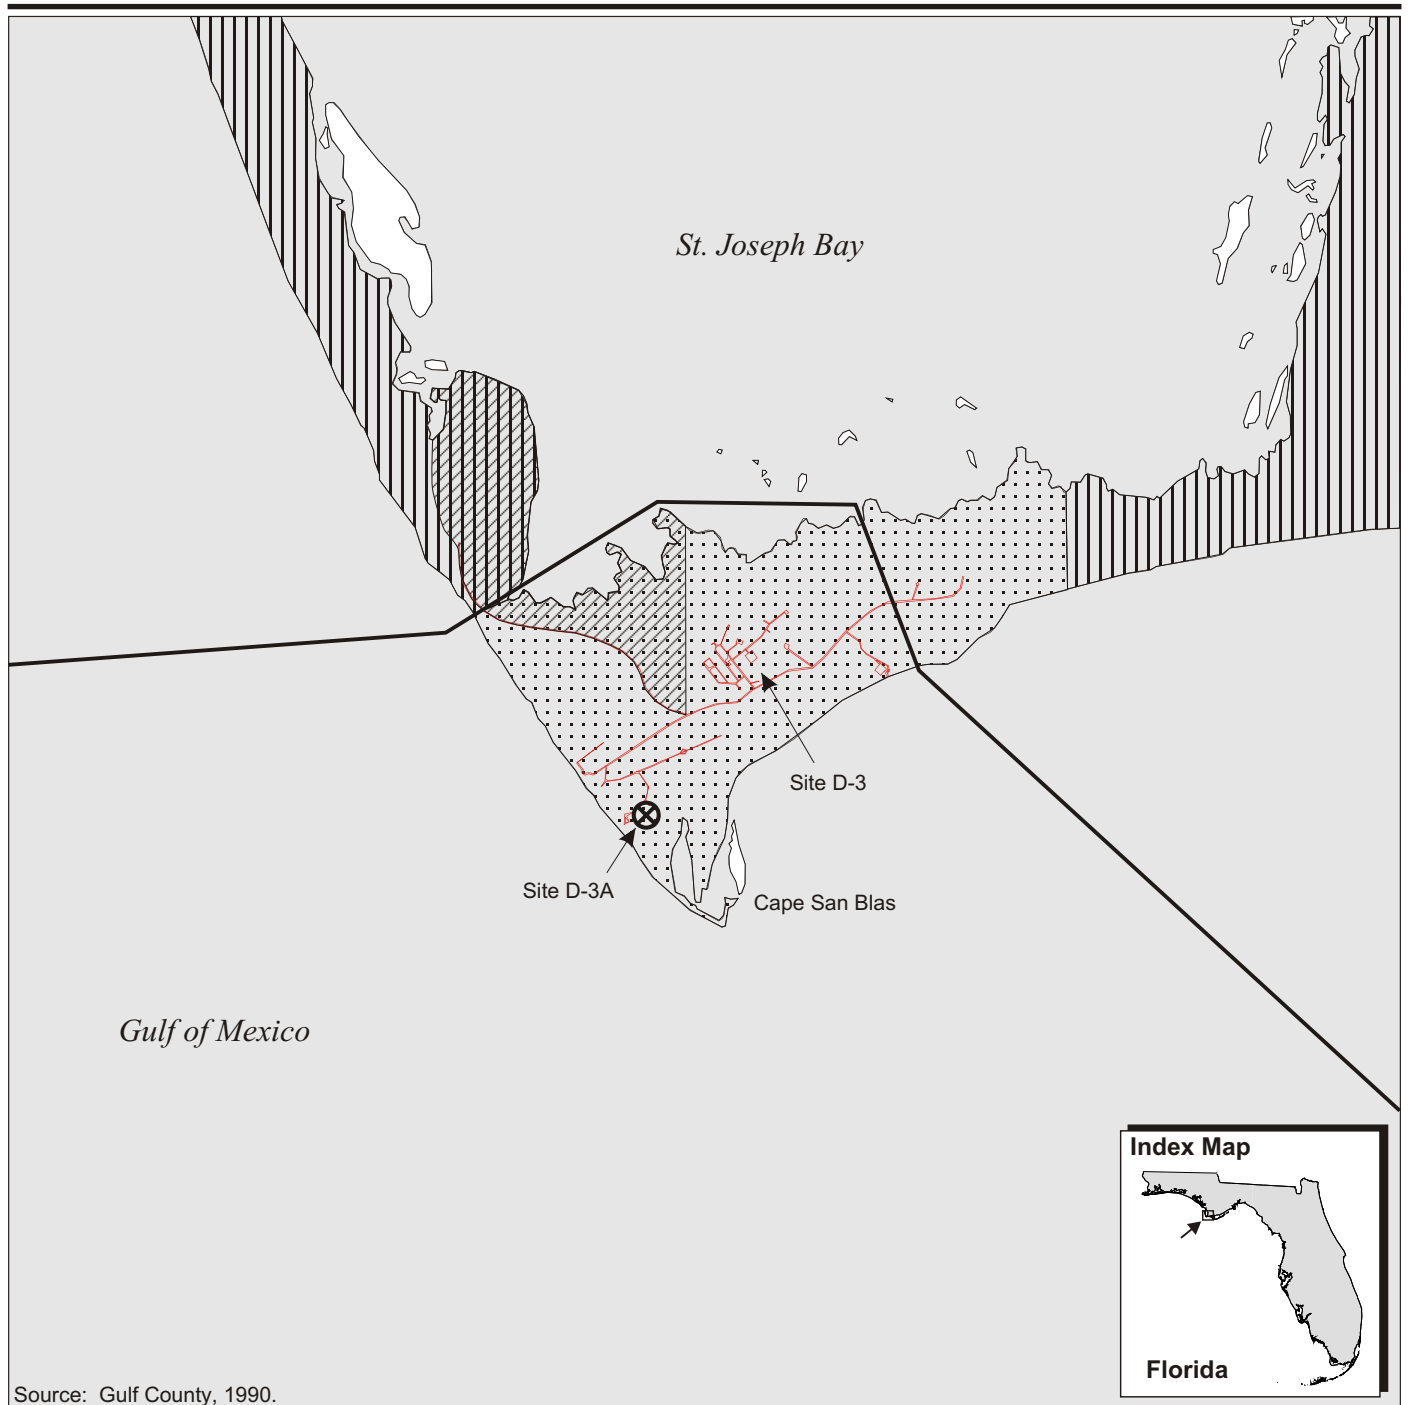 St. Joseph Bay
Site D-3
Site D-3A
Cape San Blas
Gulf of Mexico
Index Map
Florida
Source: Gulf County, 1990.